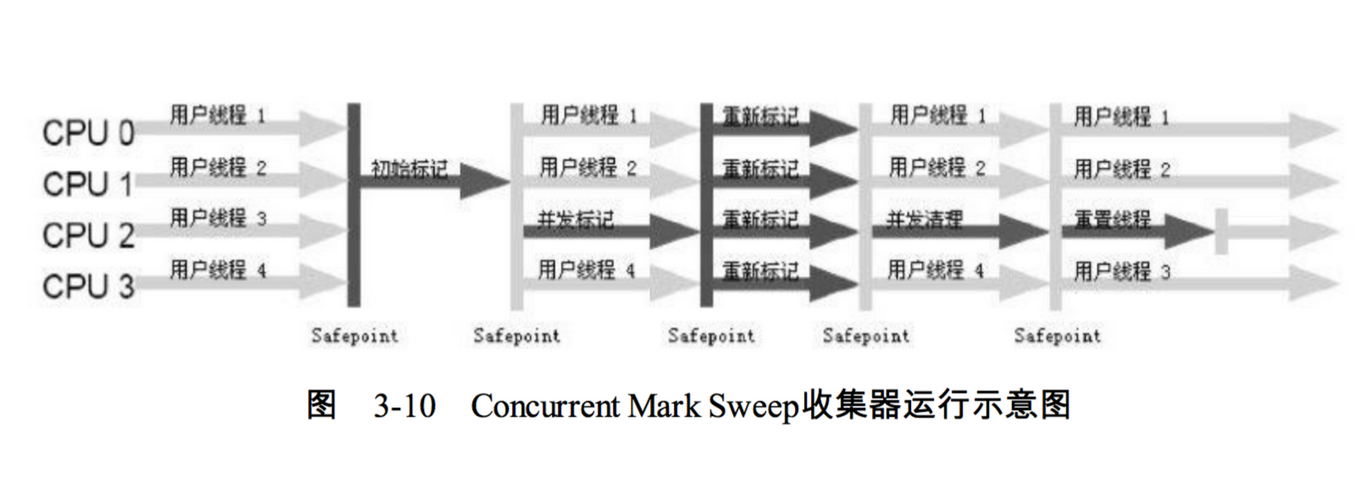 用户线程 1 用户线程 1 重新标记 用户线程 1 用户线程 1
CPU 0
用户线程 2 初始标记 用户线程 2 重新标记 用户线程 2 用户线程 2
CPU 1
用户线程 3 并发标记 重新标记 并发清理 重置线程
CPU 2
用户线程 4 用户线程 4 重新标记 用户线程 4 用户线程 3
CPU 3
Safepoint Safepoint Safepoint Safepoint Safepoint
图 3-10 Concurrent Mark Sweep收集器运行示意图